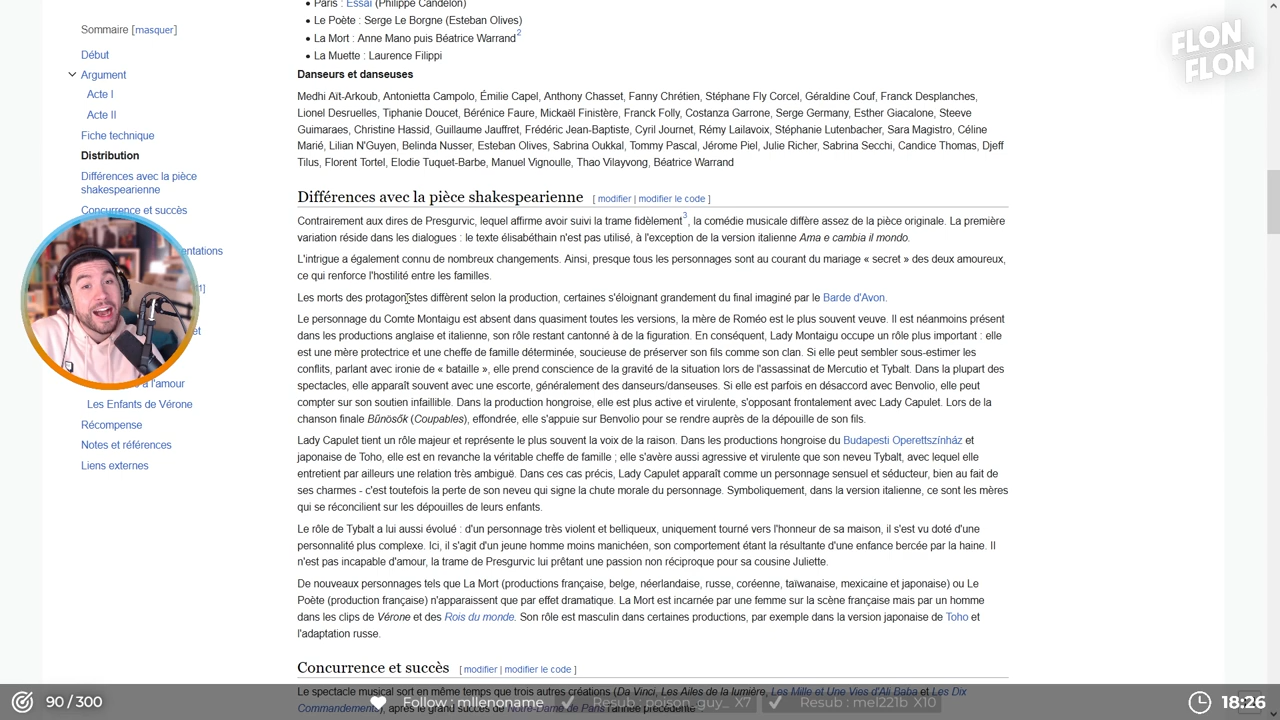 Sommaire [masquer]
Début
Argument
Acte I
Acte II
Fiche technique
Distribution
Différences avec la pièce
shakespearienne
Concurrence et succès
entations
1]
et
à l'amour
Les Enfants de Vérone
Récompense
Notes et références
Liens externes
• Paris : Essaï (Philippe Candelon)
• Le Poète : Serge Le Borgne (Esteban Olives)
• La Mort : Anne Mano puis Béatrice Warrand2
• La Muette : Laurence Filippi
Danseurs et danseuses
Medhi Aït-Arkoub, Antonietta Campolo, Émilie Capel, Anthony Chasset, Fanny Chrétien, Stéphane Fly Corcel, Géraldine Couf, Franck Desplanches,
Lionel Desruelles, Tiphanie Doucet, Bérénice Faure, Mickaël Finistère, Franck Folly, Costanza Garrone, Serge Germany, Esther Giacalone, Steeve
Guimaraes, Christine Hassid, Guillaume Jauffret, Frédéric Jean-Baptiste, Cyril Journet, Rémy Lailavoix, Stéphanie Lutenbacher, Sara Magistro, Céline
Marié, Lilian N'Guyen, Belinda Nusser, Esteban Olives, Sabrina Oukkal, Tommy Pascal, Jérome Piel, Julie Richer, Sabrina Secchi, Candice Thomas, Djeff
Tilus, Florent Tortel, Elodie Tuquet-Barbe, Manuel Vignoulle, Thao Vilayvong, Béatrice Warrand
Différences avec la pièce shakespearienne [ modifier | modifier le code ]
Contrairement aux dires de Presgurvic, lequel affirme avoir suivi la trame fidèlement3, la comédie musicale diffère assez de la pièce originale. La première
variation réside dans les dialogues : le texte élisabéthain n'est pas utilisé, à l'exception de la version italienne Ama e cambia il mondo.
L'intrigue a également connu de nombreux changements. Ainsi, presque tous les personnages sont au courant du mariage « secret » des deux amoureux,
ce qui renforce l'hostilité entre les familles.
Les morts des protagonistes diffèrent selon la production, certaines s'éloignant grandement du final imaginé par le Barde d'Avon.
Le personnage du Comte Montaigu est absent dans quasiment toutes les versions, la mère de Roméo est le plus souvent veuve. Il est néanmoins présent
dans les productions anglaise et italienne, son rôle restant cantonné à de la figuration. En conséquent, Lady Montaigu occupe un rôle plus important : elle
est une mère protectrice et une cheffe de famille déterminée, soucieuse de préserver son fils comme son clan. Si elle peut sembler sous-estimer les
conflits, parlant avec ironie de « bataille », elle prend conscience de la gravité de la situation lors de l'assassinat de Mercutio et Tybalt. Dans la plupart des
spectacles, elle apparaît souvent avec une escorte, généralement des danseurs/danseuses. Si elle est parfois en désaccord avec Benvolio, elle peut
compter sur son soutien infaillible. Dans la production hongroise, elle est plus active et virulente, s'opposant frontalement avec Lady Capulet. Lors de la
chanson finale Bűnösök (Coupables), effondrée, elle s'appuie sur Benvolio pour se rendre auprès de la dépouille de son fils.
Lady Capulet tient un rôle majeur et représente le plus souvent la voix de la raison. Dans les productions hongroise du Budapesti Operettszínház et
japonaise de Toho, elle est en revanche la véritable cheffe de famille ; elle s'avère aussi agressive et virulente que son neveu Tybalt, avec lequel elle
entretient par ailleurs une relation très ambiguë. Dans ces cas précis, Lady Capulet apparaît comme un personnage sensuel et séducteur, bien au fait de
ses charmes - c'est toutefois la perte de son neveu qui signe la chute morale du personnage. Symboliquement, dans la version italienne, ce sont les mères
qui se réconcilient sur les dépouilles de leurs enfants.
Le rôle de Tybalt a lui aussi évolué : d'un personnage très violent et belliqueux, uniquement tourné vers l'honneur de sa maison, il s'est vu doté d'une
personnalité plus complexe. Ici, il s'agit d'un jeune homme moins manichéen, son comportement étant la résultante d'une enfance bercée par la haine. Il
n'est pas incapable d'amour, la trame de Presgurvic lui prêtant une passion non réciproque pour sa cousine Juliette.
De nouveaux personnages tels que La Mort (productions française, belge, néerlandaise, russe, coréenne, taïwanaise, mexicaine et japonaise) ou Le
Poète (production française) n'apparaissent que par effet dramatique. La Mort est incarnée par une femme sur la scène française mais par un homme
dans les clips de Vérone et des Rois du monde. Son rôle est masculin dans certaines productions, par exemple dans la version japonaise de Toho et
l'adaptation russe.
Concurrence et succès [ modifier | modifier le code ]
Le spectacle musical sort en même temps que trois autres créations (Da Vinci, Les Ailes de la lumière, Les Mille et Une Vies d'Ali Baba et Les Dix
Commandements), après le grand succès de Notre-Dame de Paris l'année précédente
FLON
FLON
90 / 300
Follow : mllenoname
Resub : poison_guy_ X7
Resub : mel221b X10
18:26